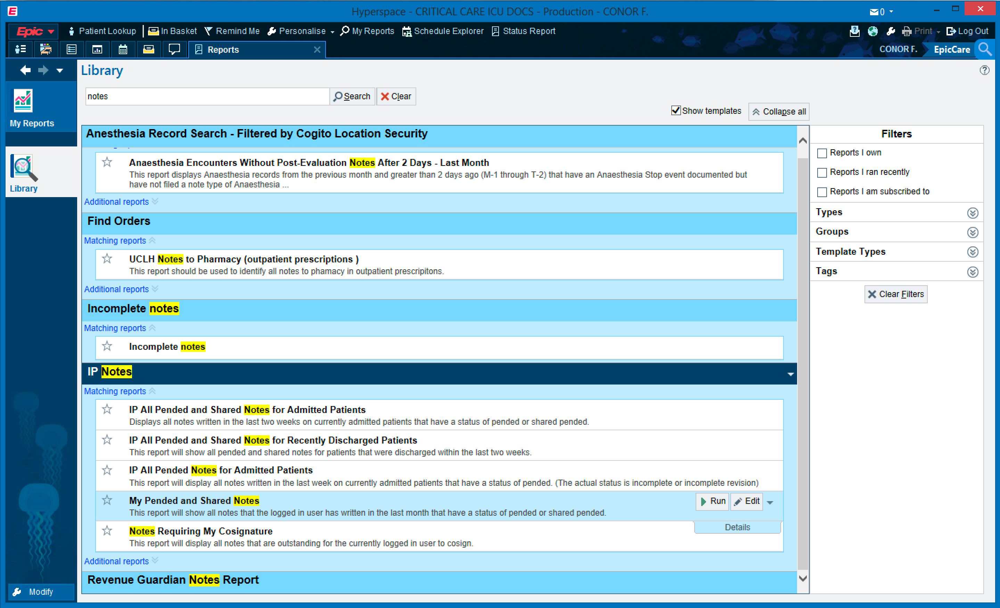 E
Hyperspace - CRITICAL CARE ICU DOCS - Production - CONOR F.
0
Epic
Patient Lookup
In Basket
Remind Me
Personalise
My Reports
Schedule Explorer
Status Report
Print
Log Out
Reports
CONOR F.
EpicCare
Library
?
My Reports
Library
notes
Search
Clear
Show templates
Collapse all
Anesthesia Record Search - Filtered by Cogito Location Security
Anaesthesia Encounters Without Post-Evaluation Notes After 2 Days - Last Month
This report displays Anaesthesia records from the previous month and greater than 2 days ago (M-1 through T-2) that have an Anaesthesia Stop event documented but
have not filed a note type of Anaesthesia ...
Additional reports
Find Orders
Matching reports
UCLH Notes to Pharmacy (outpatient prescriptions )
This report should be used to identify all notes to phamacy in outpatient prescripitons.
Additional reports
Incomplete notes
Matching reports
Incomplete notes
IP Notes
Matching reports
IP All Pended and Shared Notes for Admitted Patients
Displays all notes written in the last two weeks on currently admitted patients that have a status of pended or shared pended.
IP All Pended and Shared Notes for Recently Discharged Patients
This report will show all pended and shared notes for patients that were discharged within the last two weeks.
IP All Pended Notes for Admitted Patients
This report will display all notes written in the last week on currently admitted patients that have a status of pended. (The actual status is incomplete or incomplete revision)
My Pended and Shared Notes
This report will show all notes that the logged in user has written in the last month that have a status of pended or shared pended.
Run
Edit
Details
Notes Requiring My Cosignature
This report will display all notes that are outstanding for the currently logged in user to cosign.
Additional reports
Revenue Guardian Notes Report
Filters
Reports I own
Reports I ran recently
Reports I am subscribed to
Types
Groups
Template Types
Tags
Clear Filters
Modify